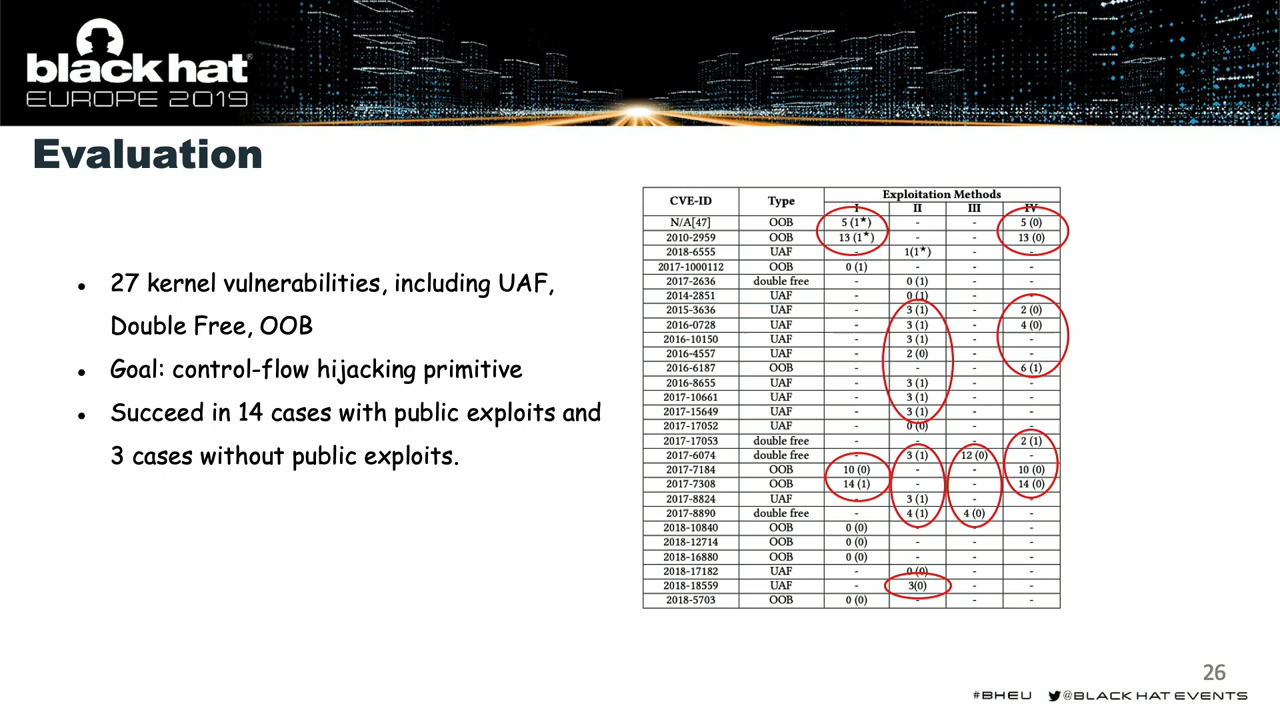 black hat
EUROPE 2019
Evaluation
● 27 kernel vulnerabilities, including UAF,
Double Free, OOB
● Goal: control-flow hijacking primitive
● Succeed in 14 cases with public exploits and
3 cases without public exploits.
CVE-ID Type Exploitation Methods
I II III IV
N/A[47] OOB 5 (1★) - - 5 (0)
2010-2959 OOB 13 (1★) - - 13 (0)
2018-6555 UAF - 1(1★) - -
2017-1000112 OOB 0 (1) - - -
2017-2636 double free - 0 (1) - -
2014-2851 UAF - 0 (1) - -
2015-3636 UAF - 3 (1) - 2 (0)
2016-0728 UAF - 3 (1) - 4 (0)
2016-10150 UAF - 3 (1) - -
2016-4557 UAF - 2 (0) - -
2016-6187 OOB - - - 6 (1)
2016-8655 UAF - 3 (1) - -
2017-10661 UAF - 3 (1) - -
2017-15649 UAF - 3 (1) - -
2017-17052 UAF - 0 (0) - -
2017-17053 double free - - - 2 (1)
2017-6074 double free - 3 (1) 12 (0) -
2017-7184 OOB 10 (0) - - 10 (0)
2017-7308 OOB 14 (1) - - 14 (0)
2017-8824 UAF - 3 (1) - -
2017-8890 double free - 4 (1) 4 (0) -
2018-10840 OOB 0 (0) - - -
2018-12714 OOB 0 (0) - - -
2018-16880 OOB 0 (0) - - -
2018-17182 UAF - 0 (0) - -
2018-18559 UAF - 3(0) - -
2018-5703 OOB 0 (0) - - -
26
#BHEU @BLACK HAT EVENTS